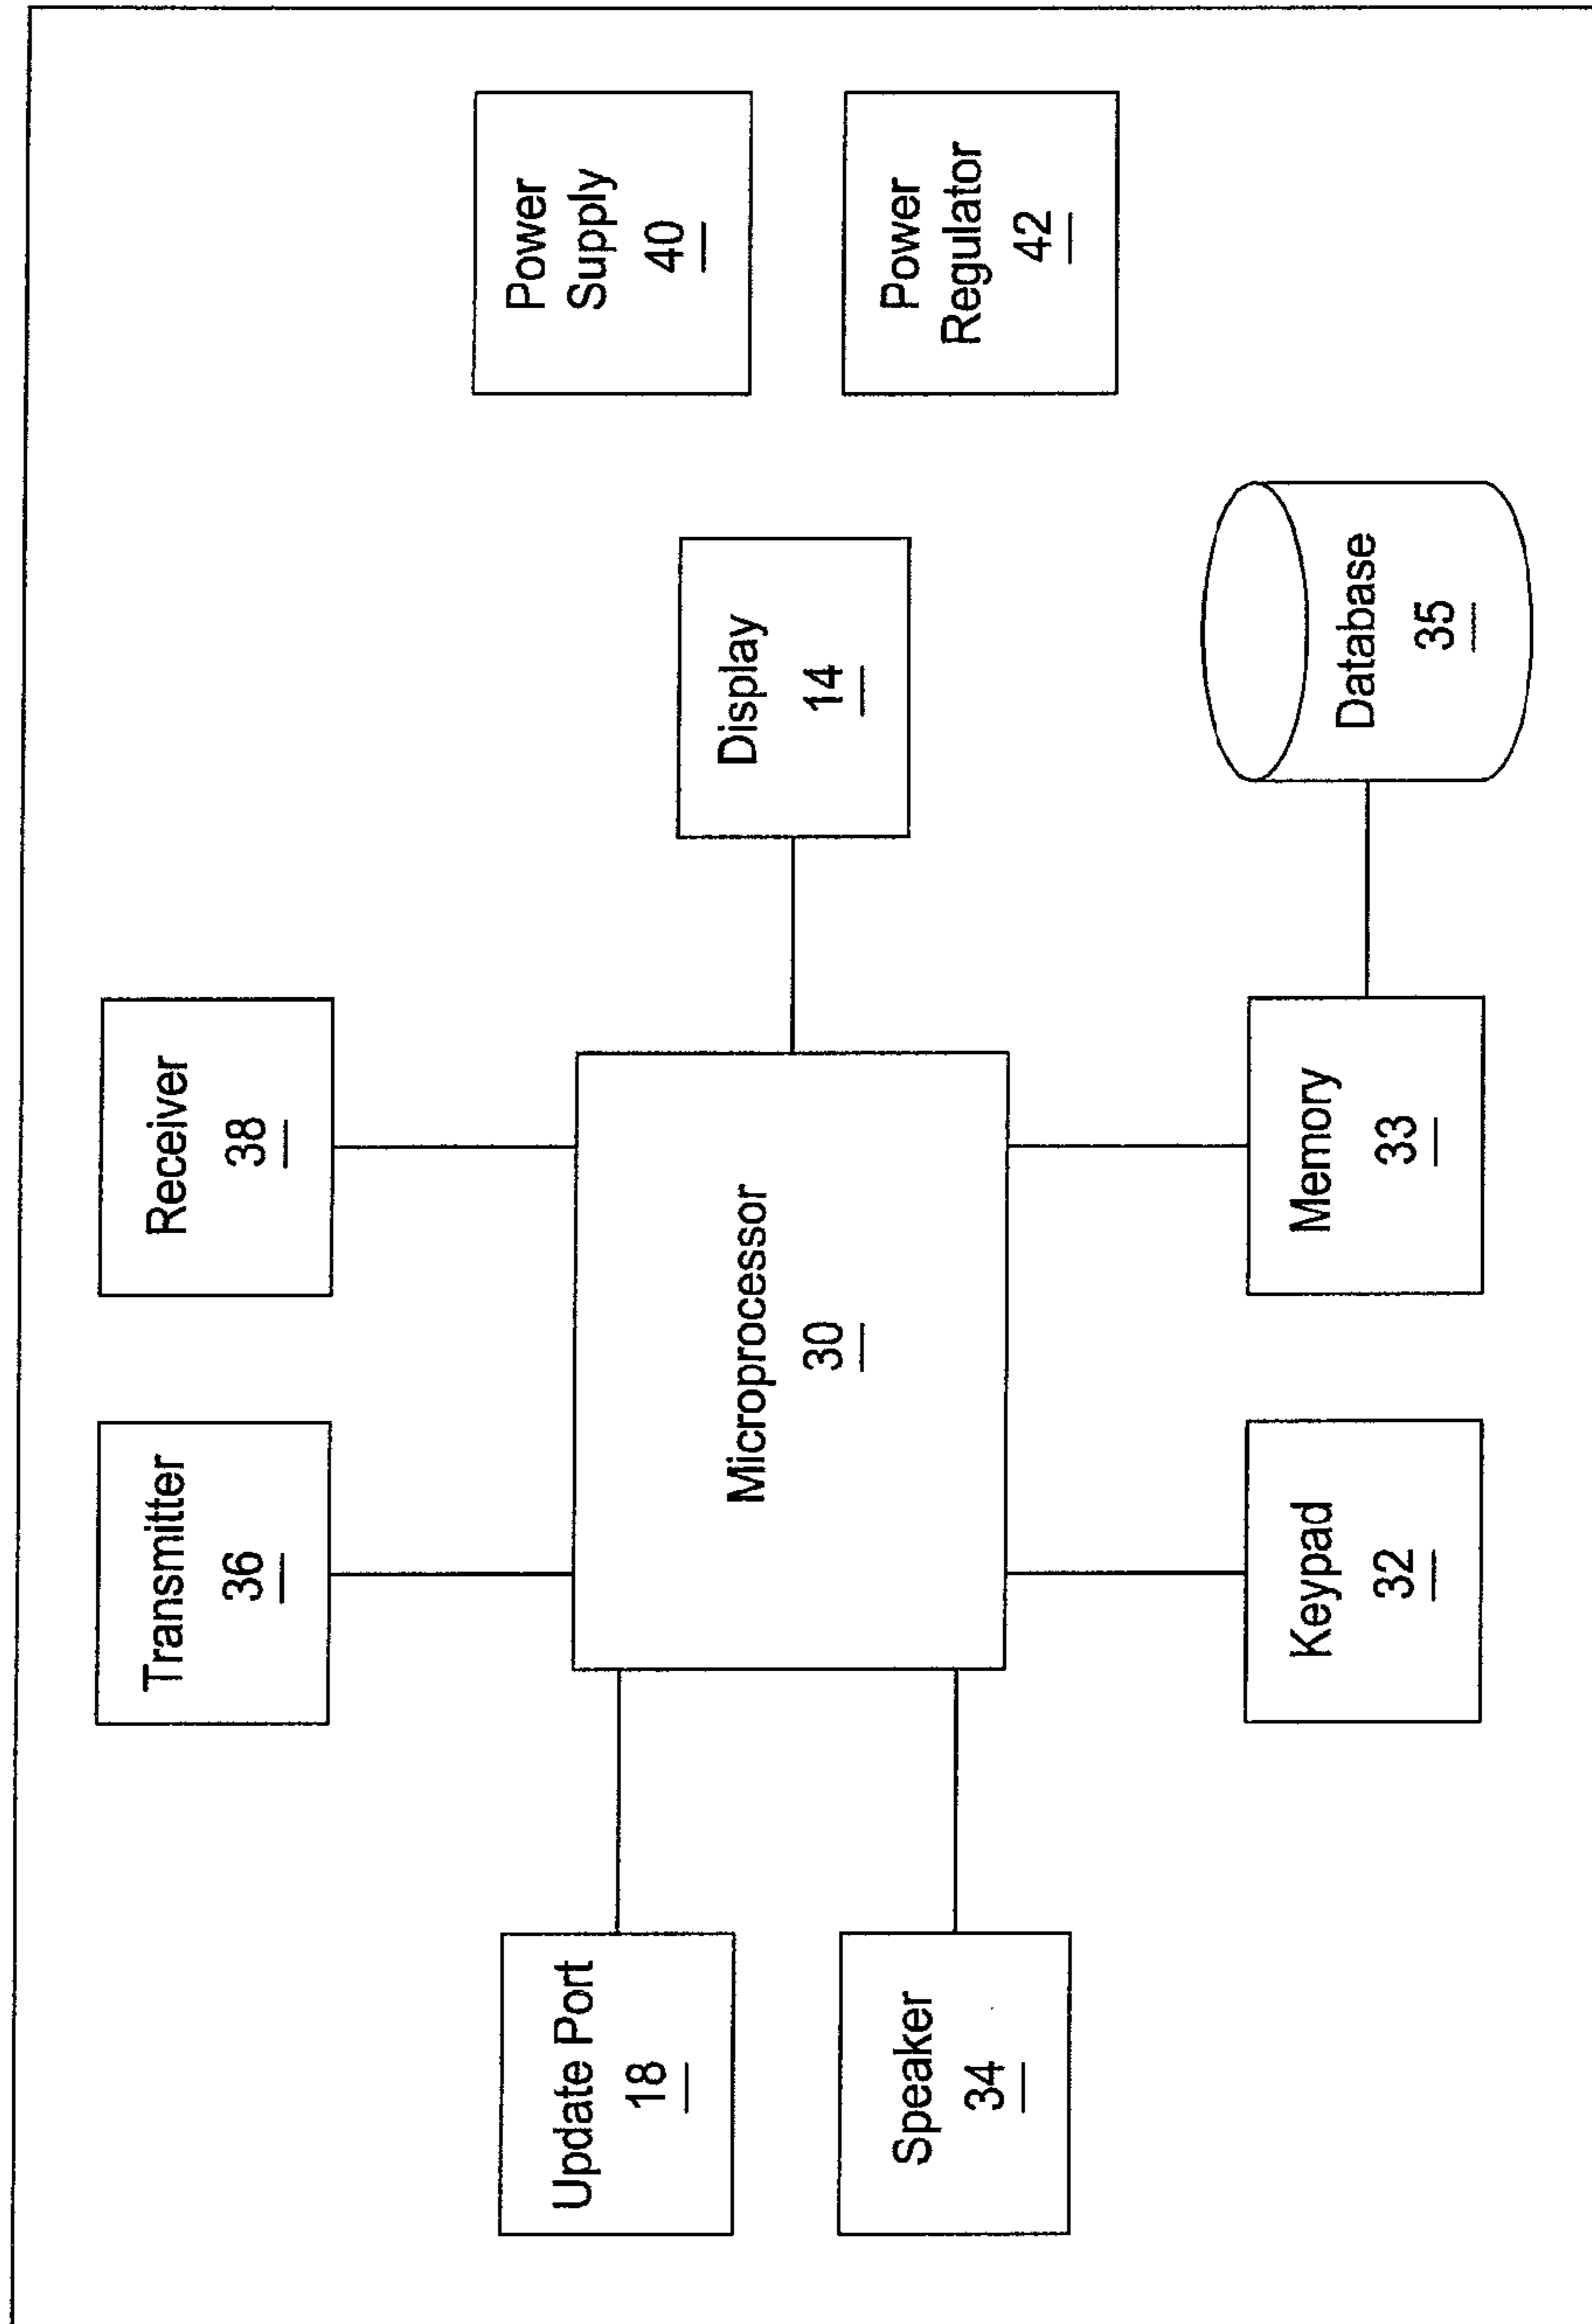 Transmitter
36
Receiver
38
Update Port
18
Speaker
34
Microprocessor
30
Display
14
Power
Supply
40
Power
Regulator
42
Keypad
32
Memory
33
Database
35